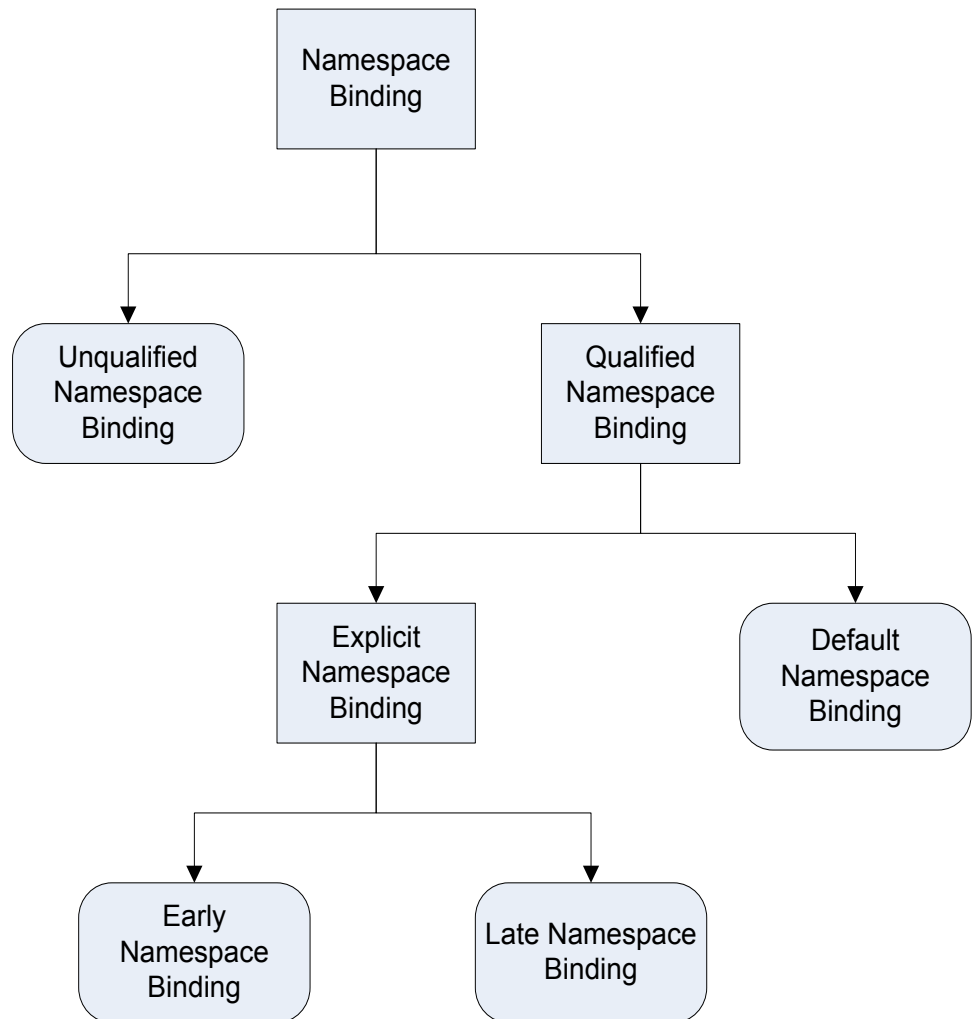 Namespace
Binding
Unqualified
Namespace
Binding
Qualified
Namespace
Binding
Explicit
Namespace
Binding
Default
Namespace
Binding
Early
Namespace
Binding
Late Namespace
Binding